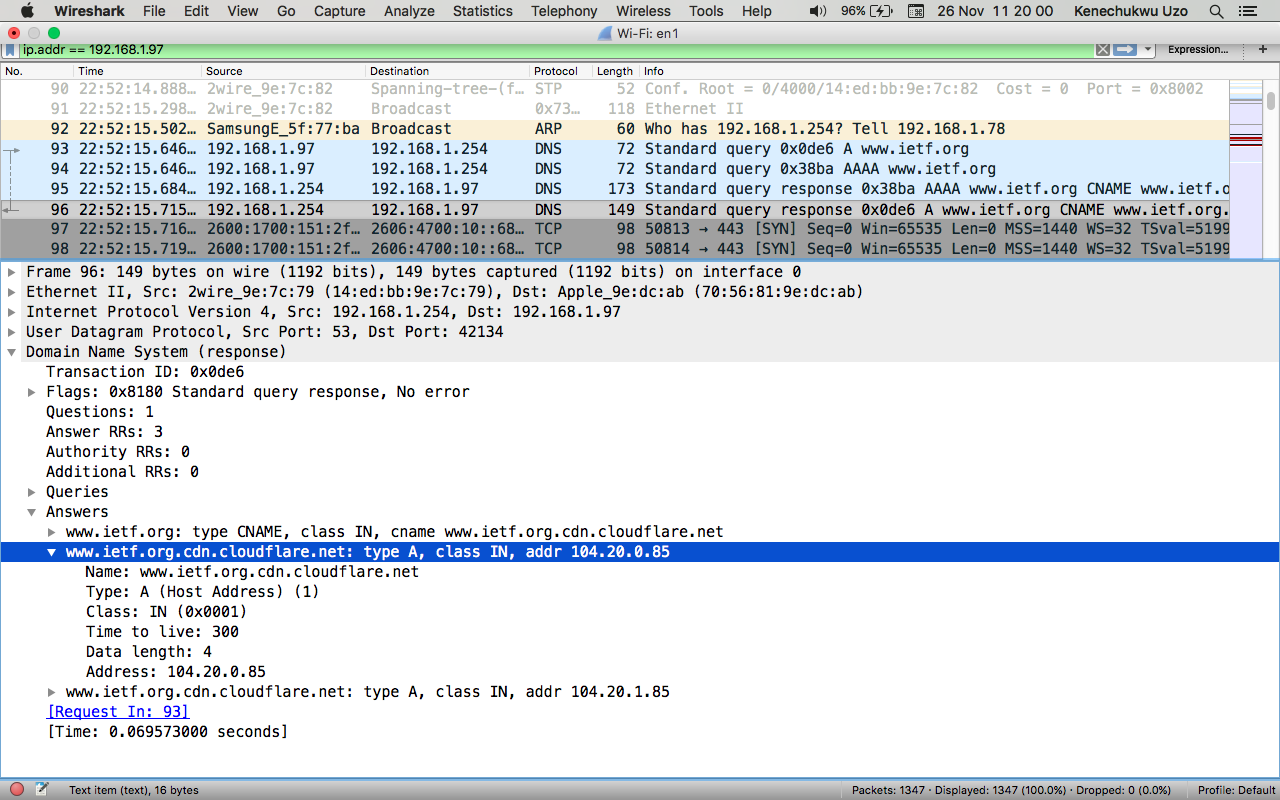 Wireshark File Edit View Go Capture Analyze Statistics Telephony Wireless Tools Help 96% 26 Nov 11 20 00 Kenechukwu Uzo
Wi-Fi: en1
ip.addr == 192.168.1.97 Expression... +
No. Time Source Destination Protocol Length Info
90 22:52:14.888… 2wire_9e:7c:82 Spanning-tree-(f… STP 52 Conf. Root = 0/4000/14:ed:bb:9e:7c:82 Cost = 0 Port = 0x8002
91 22:52:15.298… 2wire_9e:7c:82 Broadcast 0x73… 118 Ethernet II
92 22:52:15.502… SamsungE_5f:77:ba Broadcast ARP 60 Who has 192.168.1.254? Tell 192.168.1.78
93 22:52:15.646… 192.168.1.97 192.168.1.254 DNS 72 Standard query 0x0de6 A www.ietf.org
94 22:52:15.646… 192.168.1.97 192.168.1.254 DNS 72 Standard query 0x38ba AAAA www.ietf.org
95 22:52:15.684… 192.168.1.254 192.168.1.97 DNS 173 Standard query response 0x38ba AAAA www.ietf.org CNAME www.ietf.o
96 22:52:15.715… 192.168.1.254 192.168.1.97 DNS 149 Standard query response 0x0de6 A www.ietf.org CNAME www.ietf.org.
97 22:52:15.716… 2600:1700:151:2f… 2606:4700:10::68… TCP 98 50813 → 443 [SYN] Seq=0 Win=65535 Len=0 MSS=1440 WS=32 TSval=5199
98 22:52:15.719… 2600:1700:151:2f… 2606:4700:10::68… TCP 98 50814 → 443 [SYN] Seq=0 Win=65535 Len=0 MSS=1440 WS=32 TSval=5199
Frame 96: 149 bytes on wire (1192 bits), 149 bytes captured (1192 bits) on interface 0
Ethernet II, Src: 2wire_9e:7c:79 (14:ed:bb:9e:7c:79), Dst: Apple_9e:dc:ab (70:56:81:9e:dc:ab)
Internet Protocol Version 4, Src: 192.168.1.254, Dst: 192.168.1.97
User Datagram Protocol, Src Port: 53, Dst Port: 42134
Domain Name System (response)
Transaction ID: 0x0de6
Flags: 0x8180 Standard query response, No error
Questions: 1
Answer RRs: 3
Authority RRs: 0
Additional RRs: 0
Queries
Answers
www.ietf.org: type CNAME, class IN, cname www.ietf.org.cdn.cloudflare.net
www.ietf.org.cdn.cloudflare.net: type A, class IN, addr 104.20.0.85
Name: www.ietf.org.cdn.cloudflare.net
Type: A (Host Address) (1)
Class: IN (0x0001)
Time to live: 300
Data length: 4
Address: 104.20.0.85
www.ietf.org.cdn.cloudflare.net: type A, class IN, addr 104.20.1.85
[Request In: 93]
[Time: 0.069573000 seconds]
Text item (text), 16 bytes Packets: 1347 · Displayed: 1347 (100.0%) · Dropped: 0 (0.0%) Profile: Default